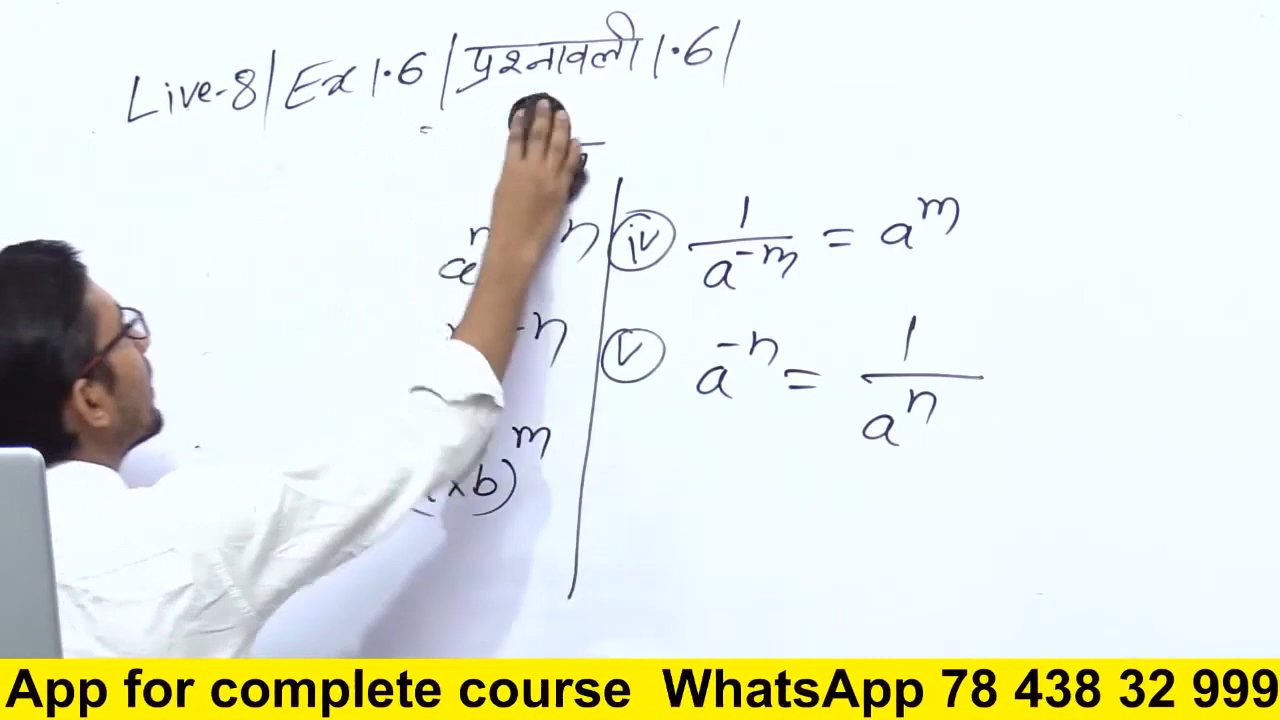 Live-8| Ex 1.6 | प्रश्नावली 1.6 |
n
(iv) 1/a^-m = a^m
-n
(v) a^-n = 1/a^n
×b)^m
App for complete course WhatsApp 78 438 32 999